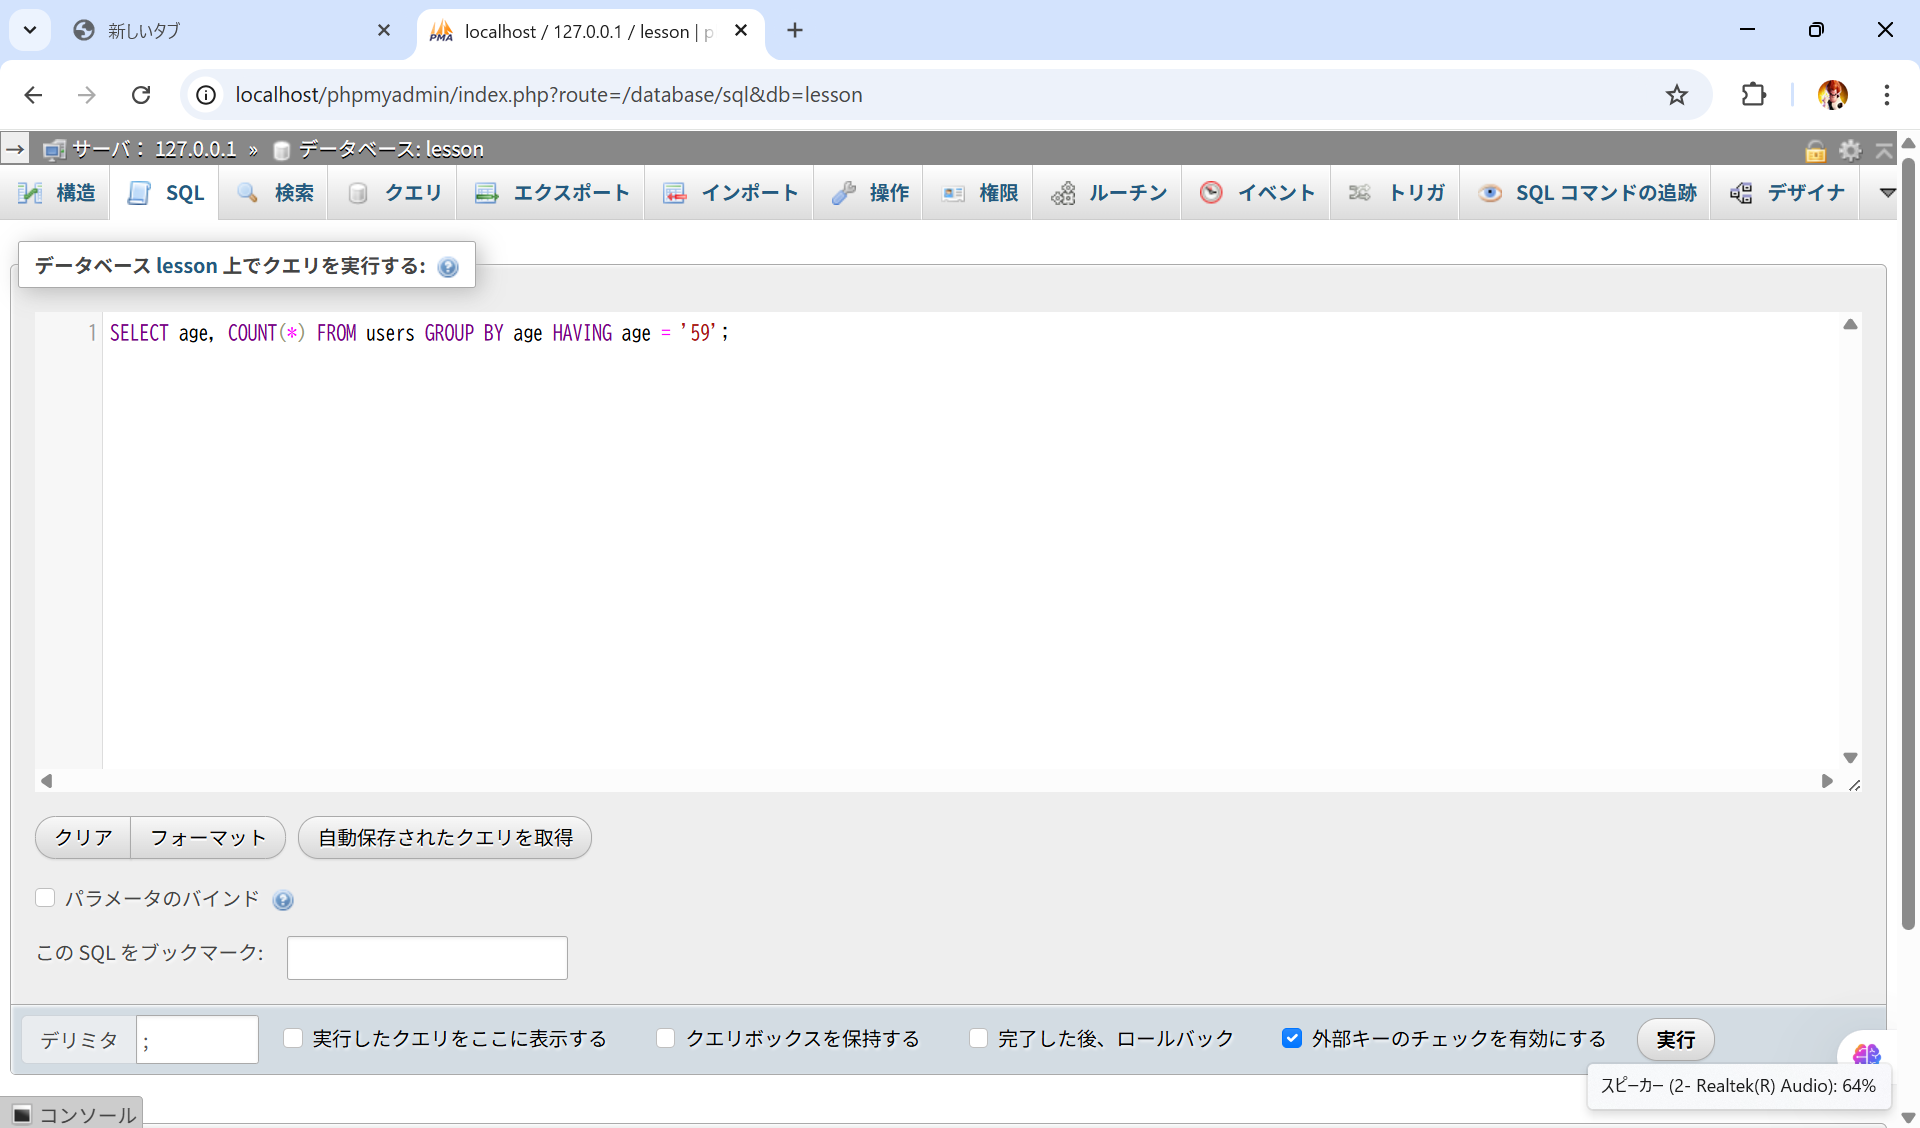 新しいタブ
localhost / 127.0.0.1 / lesson | p
localhost/phpmyadmin/index.php?route=/database/sql&db=lesson
サーバ： 127.0.0.1 » データベース: lesson
構造 SQL 検索 クエリ エクスポート インポート 操作 権限 ルーチン イベント トリガ SQL コマンドの追跡 デザイナ
データベース lesson 上でクエリを実行する:
1 SELECT age, COUNT(*) FROM users GROUP BY age HAVING age = '59';
クリア フォーマット 自動保存されたクエリを取得
パラメータのバインド
この SQL をブックマーク:
デリミタ ; 実行したクエリをここに表示する クエリボックスを保持する 完了した後、ロールバック 外部キーのチェックを有効にする 実行
スピーカー (2- Realtek(R) Audio): 64%
コンソール